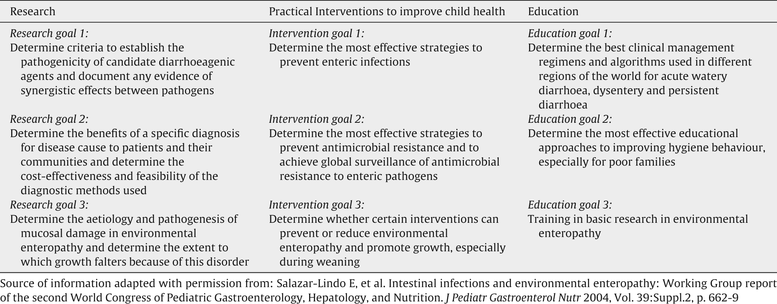 Research Practical Interventions to improve child health Education
Research goal 1: Intervention goal 1: Education goal 1:
Determine criteria to establish the Determine the most effective strategies to Determine the best clinical management
pathogenicity of candidate diarrhoeagenic prevent enteric infections regimens and algorithms used in different
agents and document any evidence of regions of the world for acute watery
synergistic effects between pathogens diarrhoea, dysentery and persistent
diarrhoea
Research goal 2: Intervention goal 2: Education goal 2:
Determine the benefits of a specific diagnosis Determine the most effective strategies to Determine the most effective educational
for disease cause to patients and their prevent antimicrobial resistance and to approaches to improving hygiene behaviour,
communities and determine the achieve global surveillance of antimicrobial especially for poor families
cost-effectiveness and feasibility of the resistance to enteric pathogens
diagnostic methods used
Research goal 3: Intervention goal 3: Education goal 3:
Determine the aetiology and pathogenesis of Determine whether certain interventions can Training in basic research in environmental
mucosal damage in environmental prevent or reduce environmental enteropathy
enteropathy and determine the extent to enteropathy and promote growth, especially
which growth falters because of this disorder during weaning
Source of information adapted with permission from: Salazar-Lindo E, et al. Intestinal infections and environmental enteropathy: Working Group report
of the second World Congress of Pediatric Gastroenterology, Hepatology, and Nutrition. J Pediatr Gastroenterol Nutr 2004, Vol. 39:Suppl.2, p. 662-9